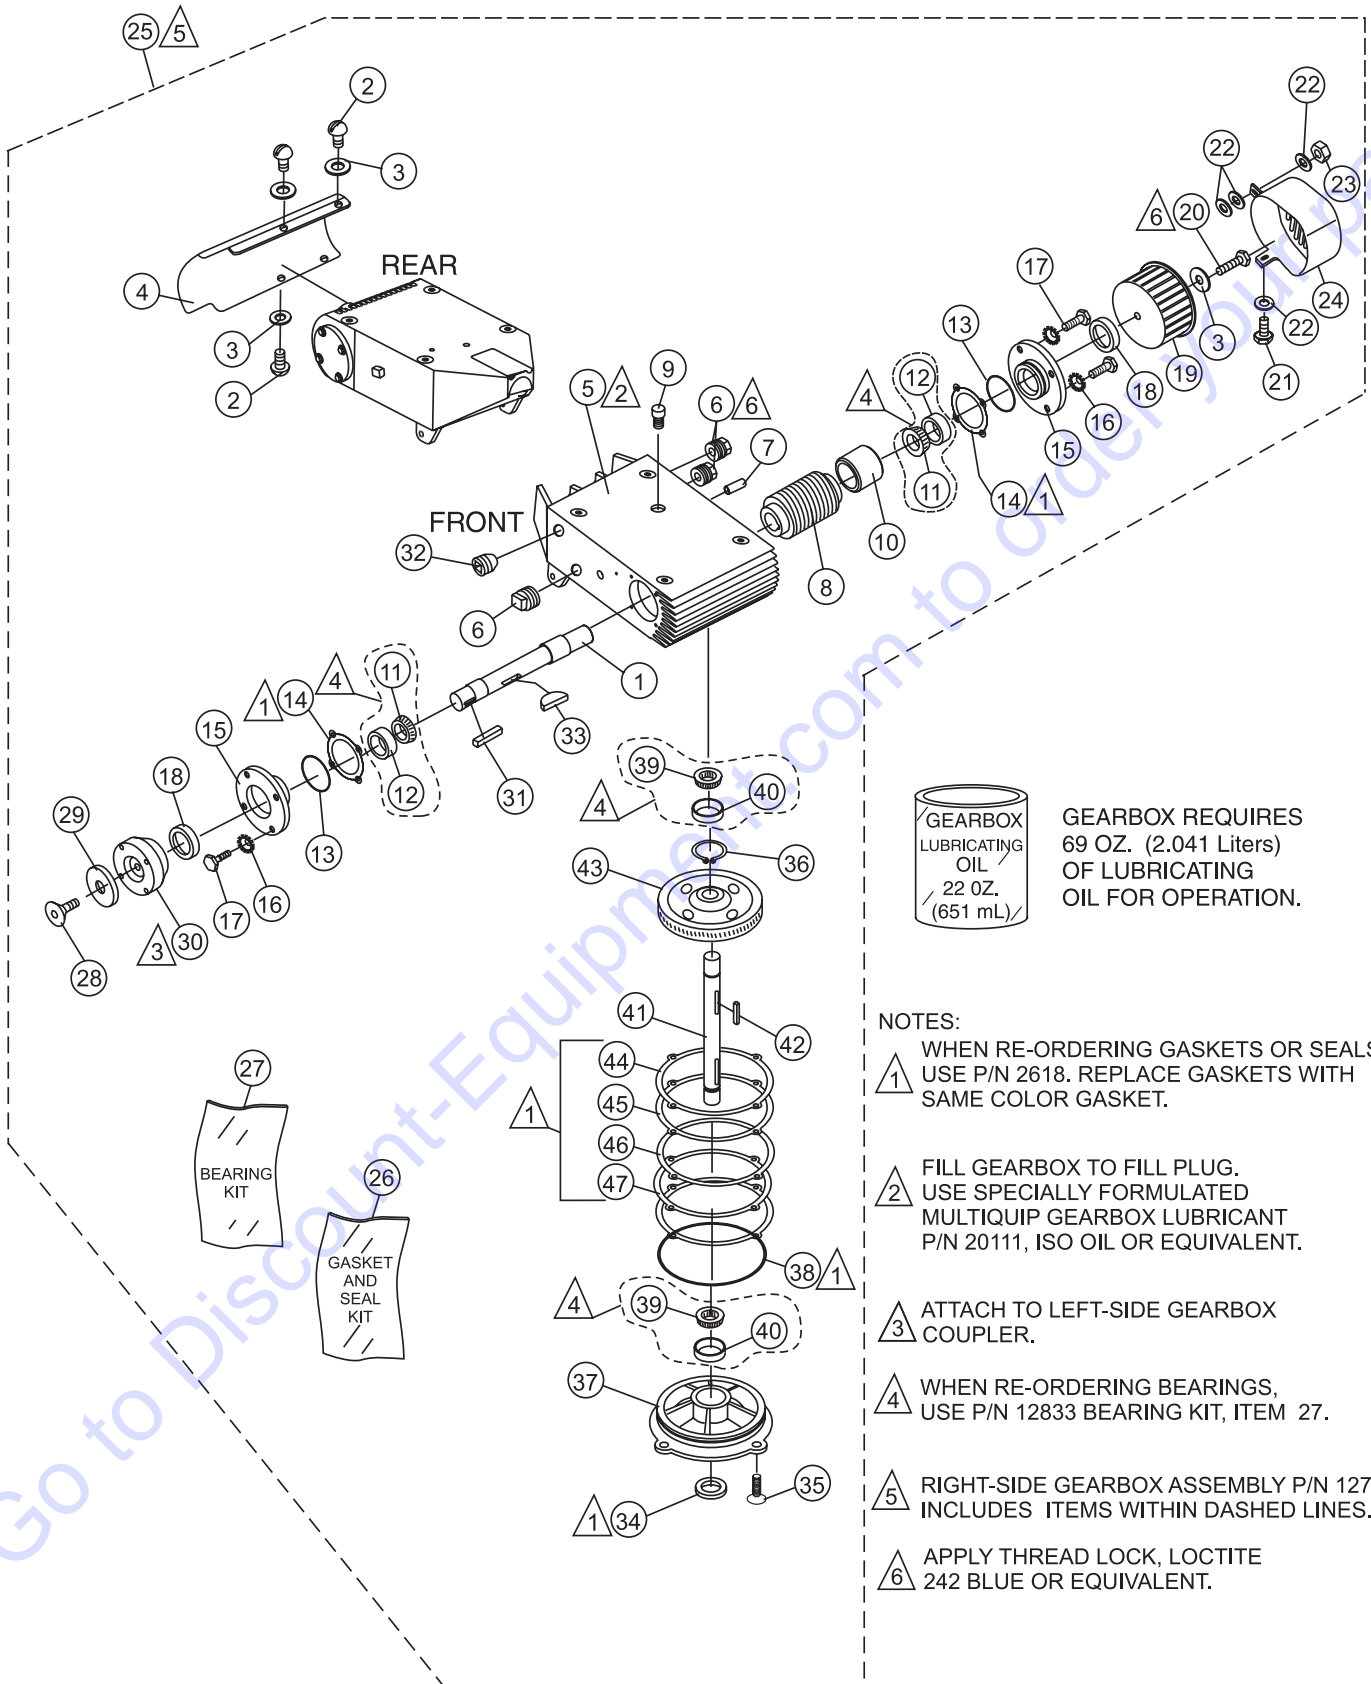 25 5
2
3
4
REAR
3
2
22
22
23
6 20
24
22
21
17
3
19
18
16
15
13
12
4
11
14 1
10
8
9
5 2
6 6
7
FRONT
32
6
1
33
31
11
4
14
1
12
13
15
18
16
17
29
30
3
28
39
40
4
36
43
41
42
44
45
46
47
1
38 1
39
40
4
37
35
1 34
27
BEARING
KIT
26
GASKET
AND
SEAL
KIT
GEARBOX
LUBRICATING
OIL
22 0Z.
(651 mL)
GEARBOX REQUIRES
69 OZ. (2.041 Liters)
OF LUBRICATING
OIL FOR OPERATION.
NOTES:
1 WHEN RE-ORDERING GASKETS OR SEALS
USE P/N 2618. REPLACE GASKETS WITH
SAME COLOR GASKET.
2 FILL GEARBOX TO FILL PLUG.
USE SPECIALLY FORMULATED
MULTIQUIP GEARBOX LUBRICANT
P/N 20111, ISO OIL OR EQUIVALENT.
3 ATTACH TO LEFT-SIDE GEARBOX
COUPLER.
4 WHEN RE-ORDERING BEARINGS,
USE P/N 12833 BEARING KIT, ITEM 27.
5 RIGHT-SIDE GEARBOX ASSEMBLY P/N 127
INCLUDES ITEMS WITHIN DASHED LINES.
6 APPLY THREAD LOCK, LOCTITE
242 BLUE OR EQUIVALENT.
Go to Discount-Equipment.com to order your pa